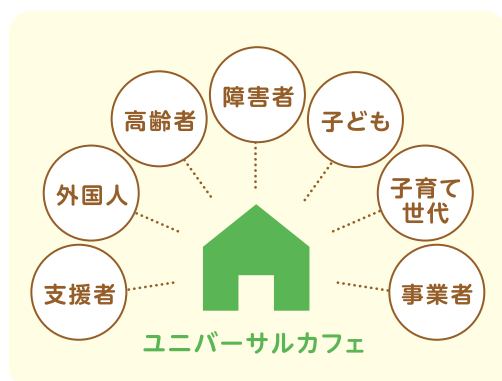 障害者
高齢者
子ども
外国人
子育て
世代
支援者
事業者
ユニバーサルカフェ